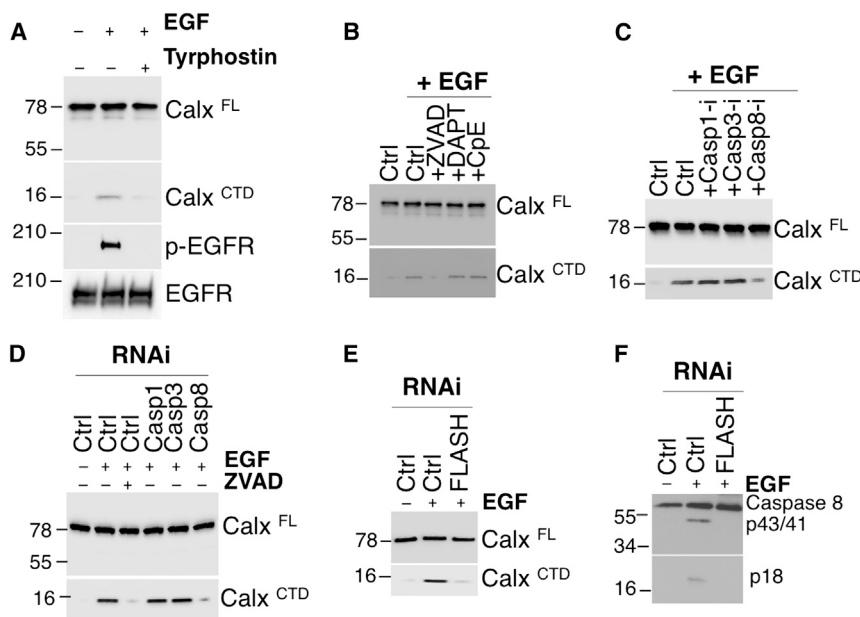 A
– + + EGF
Tyrphostin
– – +
78 Calx FL
55
16 Calx CTD
210 p-EGFR
210 EGFR
B
+ EGF
Ctrl Ctrl +ZVAD +DAPT +CpE
78 Calx FL
55
16 Calx CTD
C
+ EGF
Ctrl Ctrl +Casp1-i +Casp3-i +Casp8-i
78 Calx FL
16 Calx CTD
D
RNAi
Ctrl Ctrl Ctrl Casp1 Casp3 Casp8
– + + + + + EGF
– – + – – – ZVAD
78 Calx FL
55
16 Calx CTD
E
RNAi
Ctrl Ctrl FLASH
– + + EGF
78 Calx FL
16 Calx CTD
F
RNAi
Ctrl Ctrl FLASH
– + + EGF
Caspase 8
55 p43/41
34
16 p18